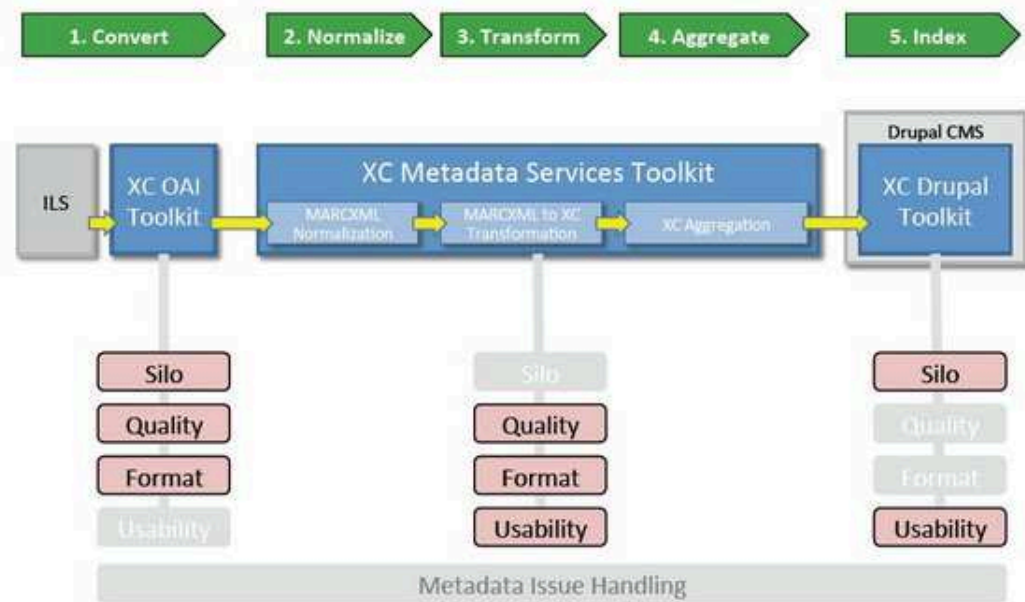 1. Convert
2. Normalize
3. Transform
4. Aggregate
5. Index
Drupal CMS
ILS
XC OAI
Toolkit
XC Metadata Services Toolkit
MARCXML
Normalization
MARCXML to XC
Transformation
XC Aggregation
XC Drupal
Toolkit
Silo
Quality
Format
Usability
Silo
Quality
Format
Usability
Silo
Quality
Format
Usability
Metadata Issue Handling